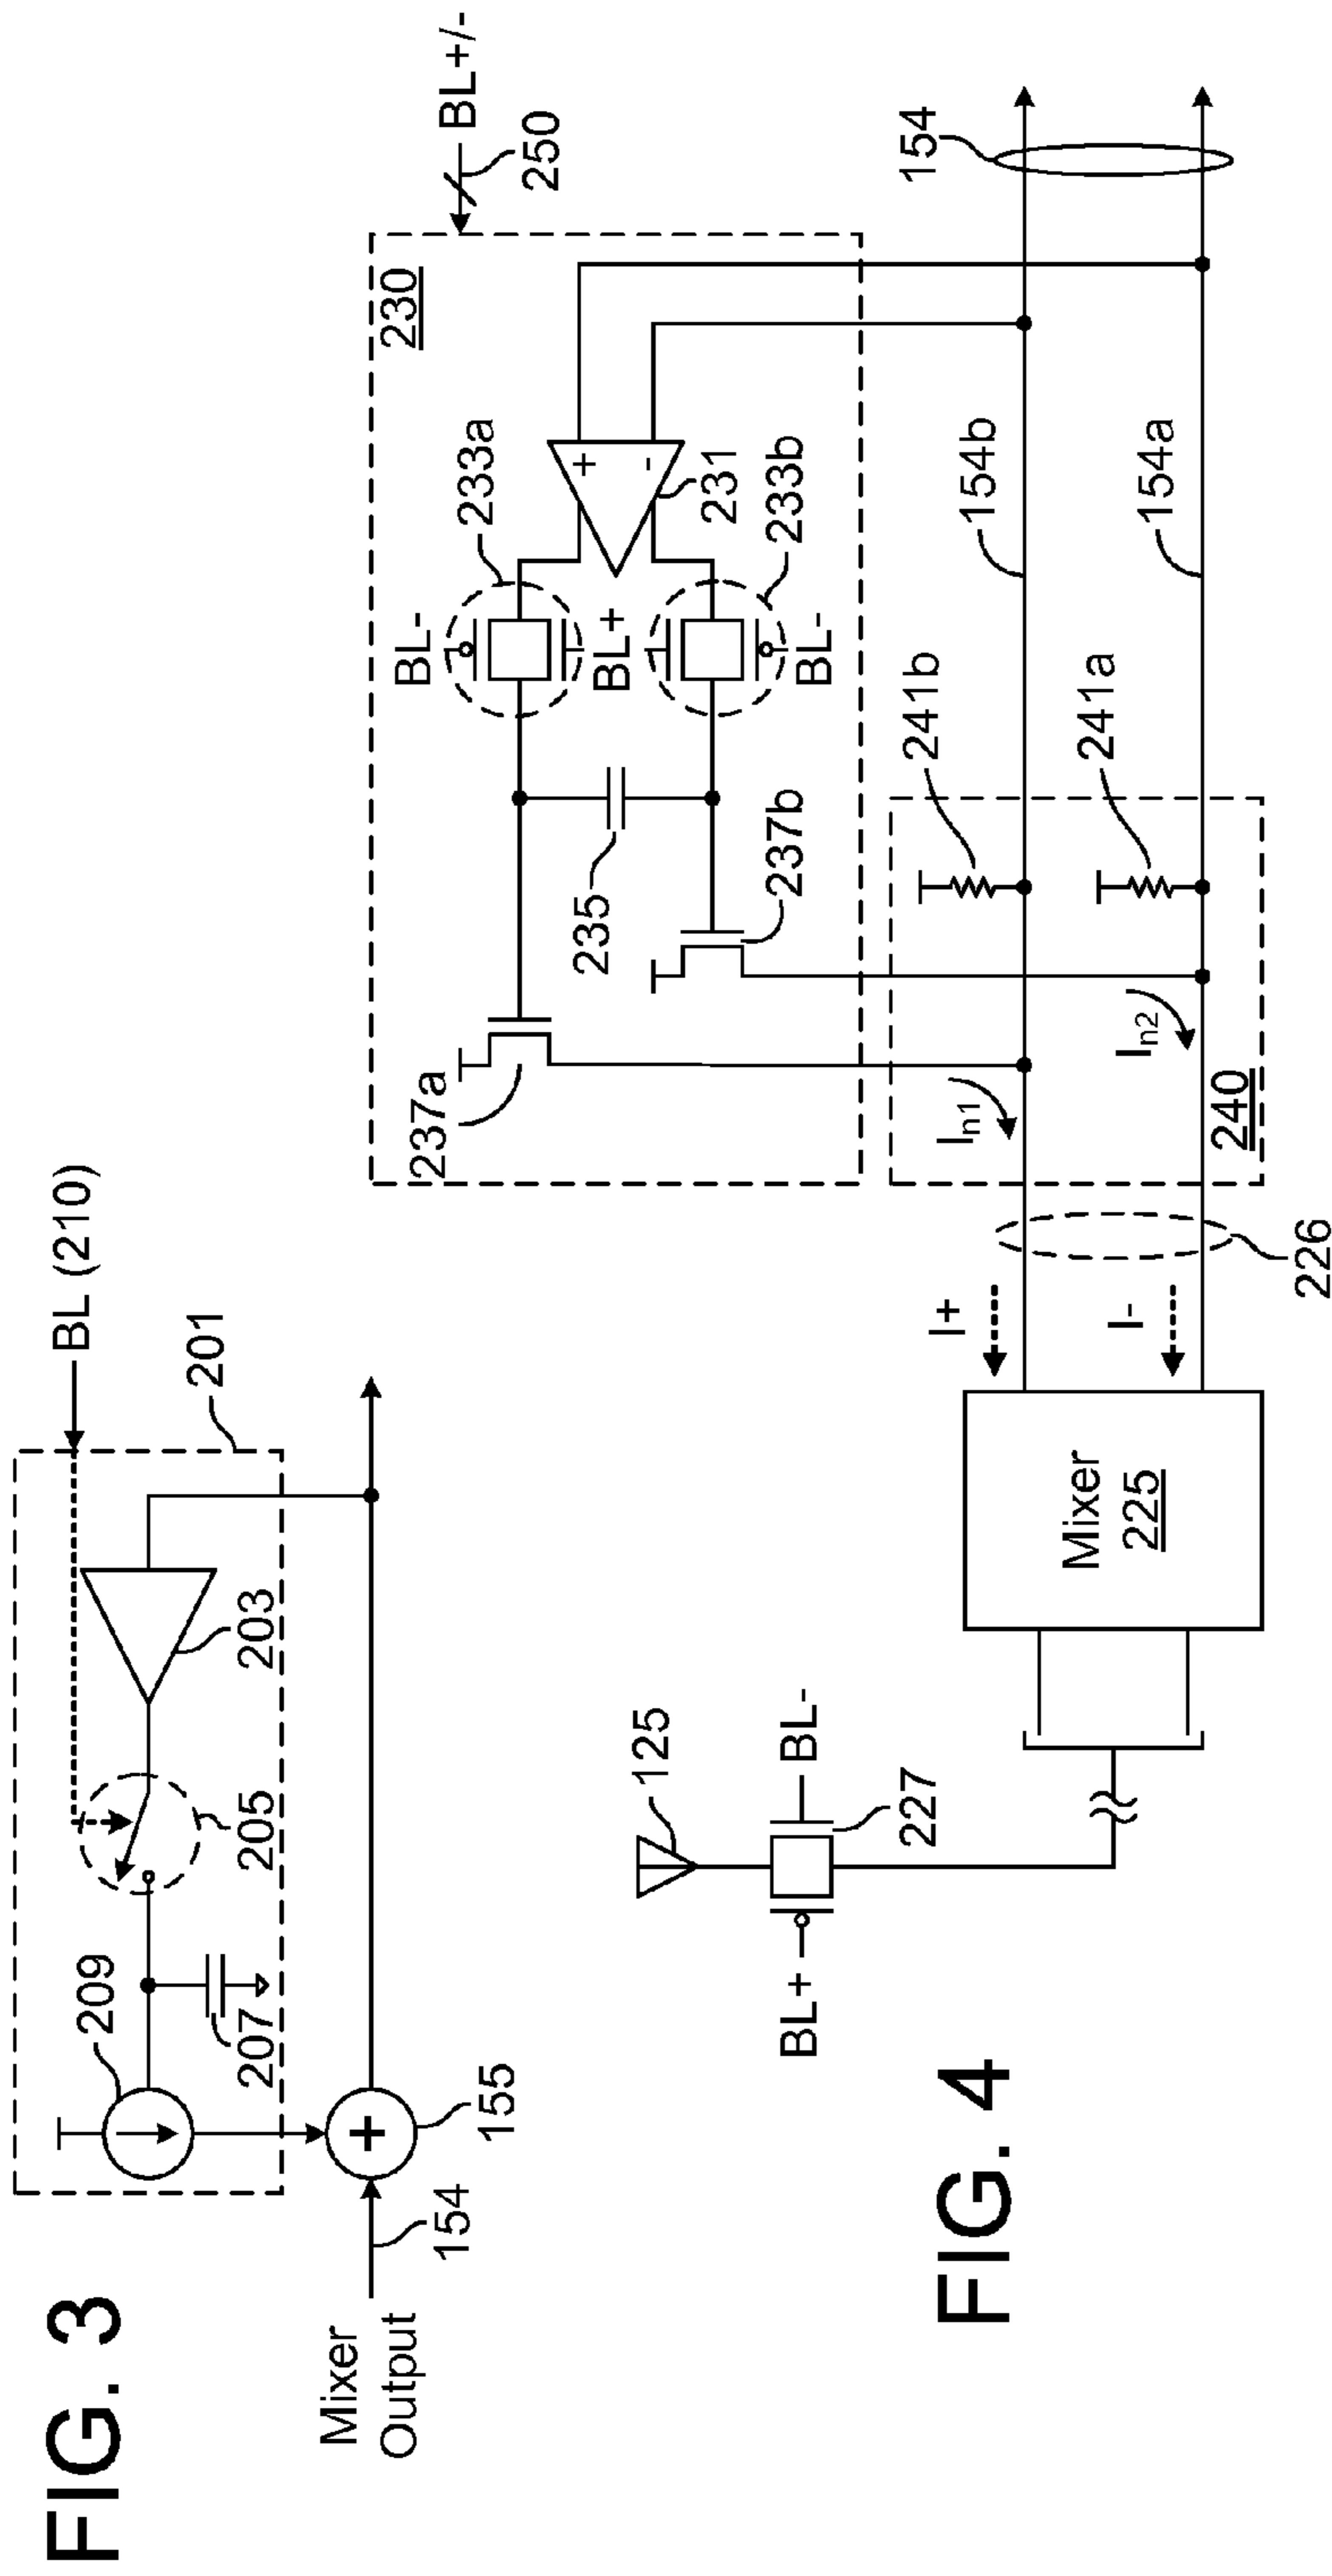 FIG. 3
BL (210)
201
203
205
207
209
155
154
Mixer
Output
FIG. 4
BL+/-
250
230
233a
BL-
+
-
231
BL+
233b
BL-
235
237a
237b
154
154b
154a
241b
241a
In1
In2
240
226
I+
I-
Mixer
225
125
BL+
BL-
227
+